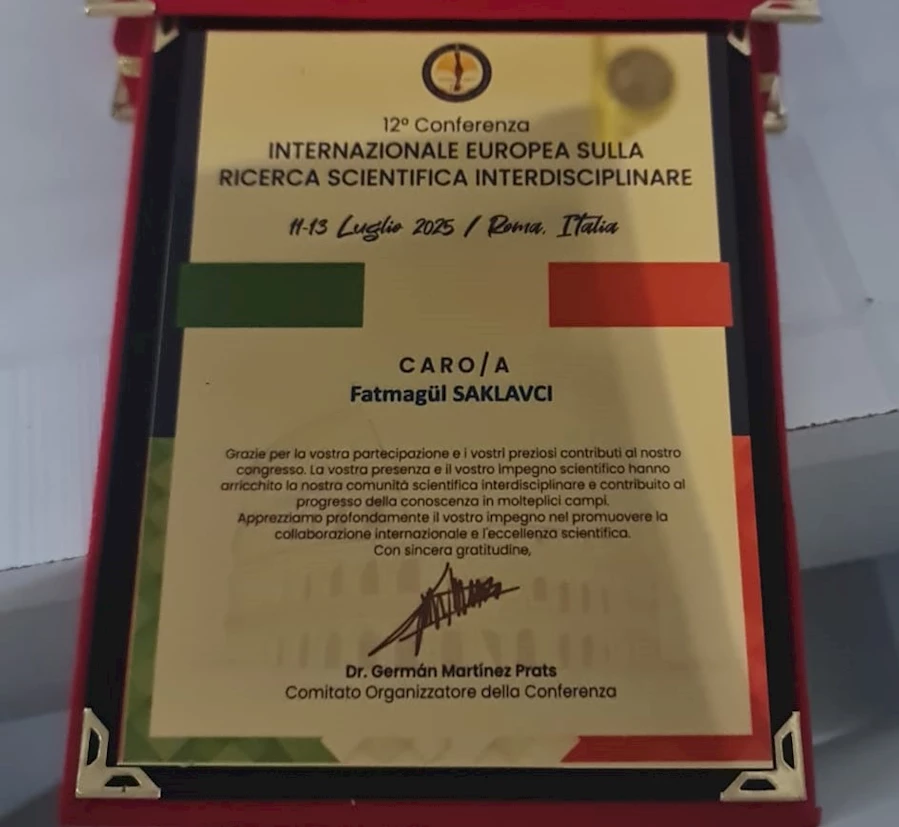 12º Conferenza
INTERNAZIONALE EUROPEA SULLA
RICERCA SCIENTIFICA INTERDISCIPLINARE
11-13 Luglio 2025 / Roma, Italia
CARO/A
Fatmagül SAKLAVCI
Grazie per la vostra partecipazione e i vostri preziosi contributi al nostro
congresso. La vostra presenza e il vostro impegno scientifico hanno
arricchito la nostra comunità scientifica interdisciplinare e contribuito al
progresso della conoscenza in molteplici campi.
Apprezziamo profondamente il vostro impegno nel promuovere la
collaborazione internazionale e l'eccellenza scientifica.
Con sincera gratitudine,
Dr. Germán Martínez Prats
Comitato Organizzatore della Conferenza